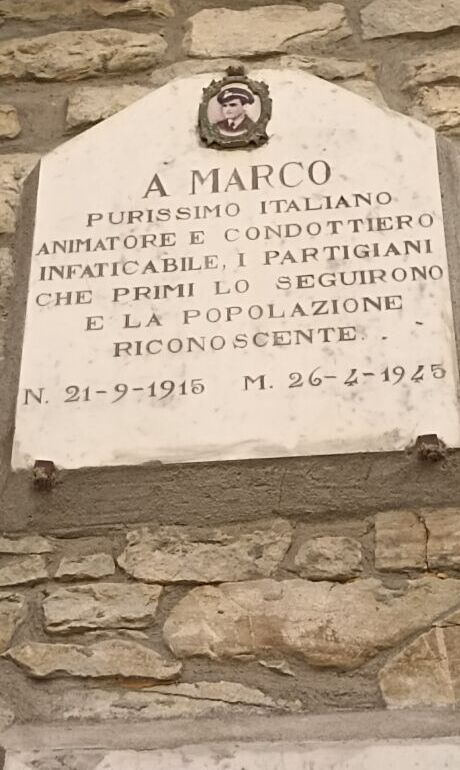 A MARCO
PURISSIMO ITALIANO
ANIMATORE E CONDOTTIERO
INFATICABILE, I PARTIGIANI
CHE PRIMI LO SEGUIRONO
E LA POPOLAZIONE
RICONOSCENTE.
N. 21-9-1915 M. 26-4-1945